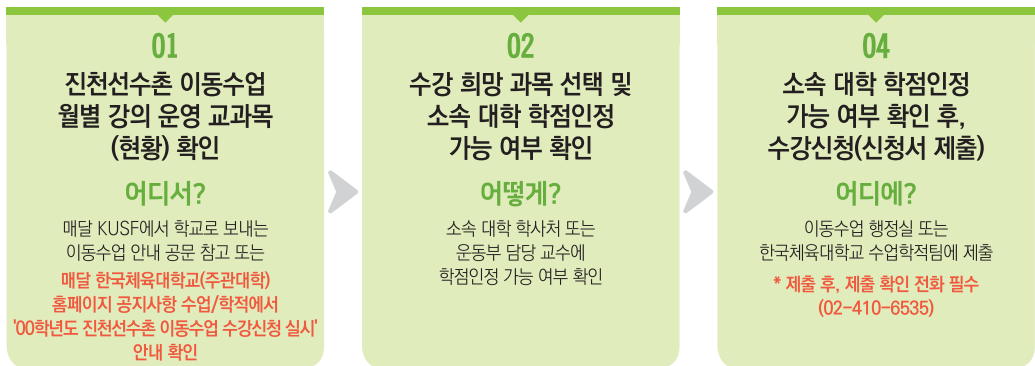 01
진천선수촌 이동수업
월별 강의 운영 교과목
(현황) 확인
어디서?
매달 KUSF에서 학교로 보내는
이동수업 안내 공문 참고 또는
매달 한국체육대학교(주관대학)
홈페이지 공지사항 수업/학적에서
'00학년도 진천선수촌 이동수업 수강신청 실시'
안내 확인
02
수강 희망 과목 선택 및
소속 대학 학점인정
가능 여부 확인
어떻게?
소속 대학 학사처 또는
운동부 담당 교수에
학점인정 가능 여부 확인
04
소속 대학 학점인정
가능 여부 확인 후,
수강신청(신청서 제출)
어디에?
이동수업 행정실 또는
한국체육대학교 수업학적팀에 제출
* 제출 후, 제출 확인 전화 필수
(02-410-6535)